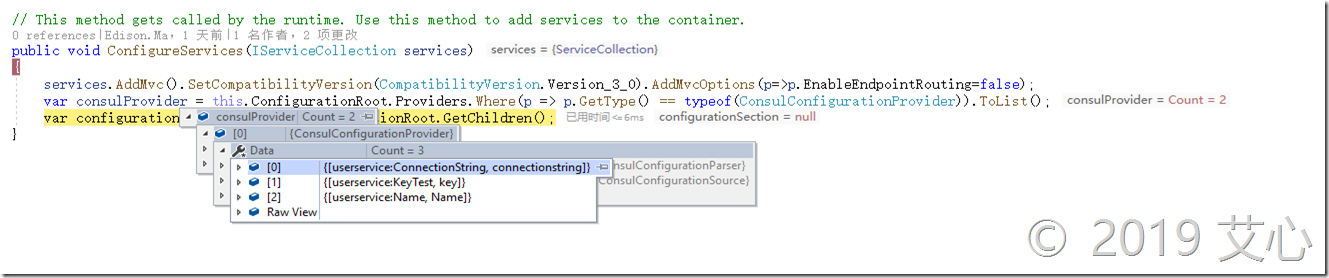 // This method gets called by the runtime. Use this method to add services to the container.
0 references|Edison.Ma，1 天前|1 名作者，2 项更改
public void ConfigureServices(IServiceCollection services) services = {ServiceCollection}
{
services.AddMvc().SetCompatibilityVersion(CompatibilityVersion.Version_3_0).AddMvcOptions(p=>p.EnableEndpointRouting=false);
var consulProvider = this.ConfigurationRoot.Providers.Where(p => p.GetType() == typeof(ConsulConfigurationProvider)).ToList(); consulProvider = Count = 2
var configuration consulProvider Count = 2 ionRoot.GetChildren(); 已用时间<=6ms configurationSection = null
} [0] {ConsulConfigurationProvider}
Data Count = 3
[0] {[userservice:ConnectionString, connectionstring]} ConsulConfigurationParser}
[1] {[userservice:KeyTest, key]} ConsulConfigurationSource}
[2] {[userservice:Name, Name]}
Raw View
© 2019 艾心